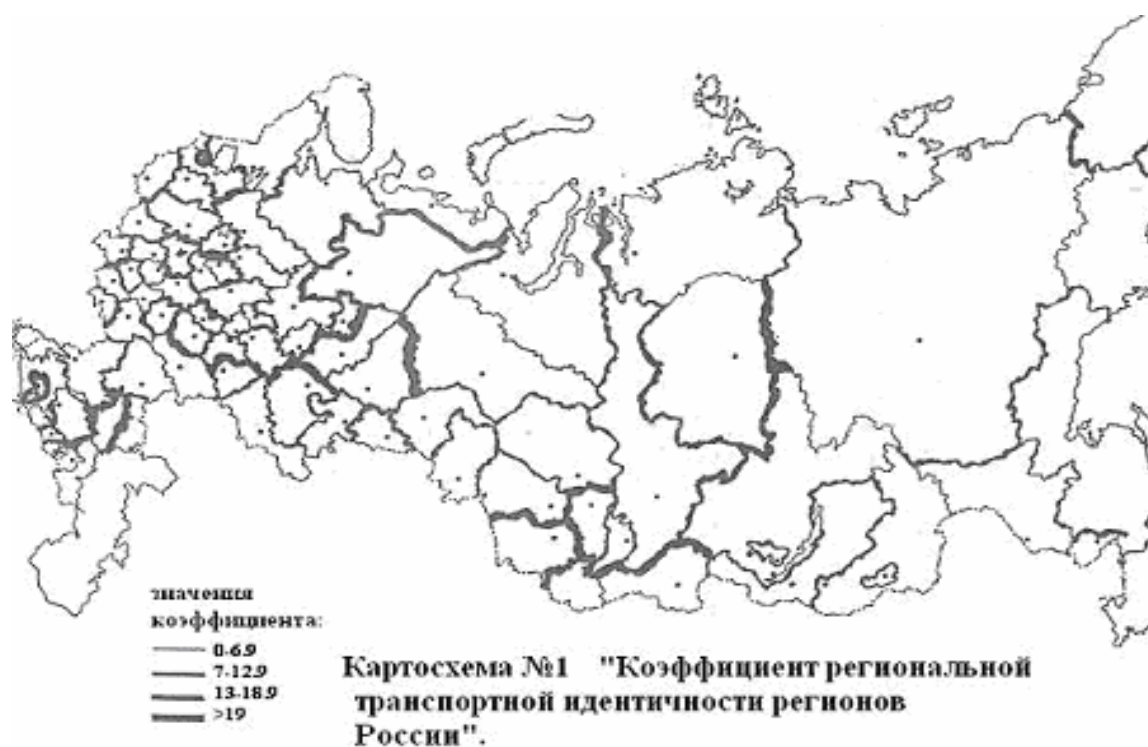 значения
коэффициента:
0-6.9
7-12.9
13-18.9
>19
Картосхема №1 "Коэффициент региональной
транспортной идентичности регионов
России".